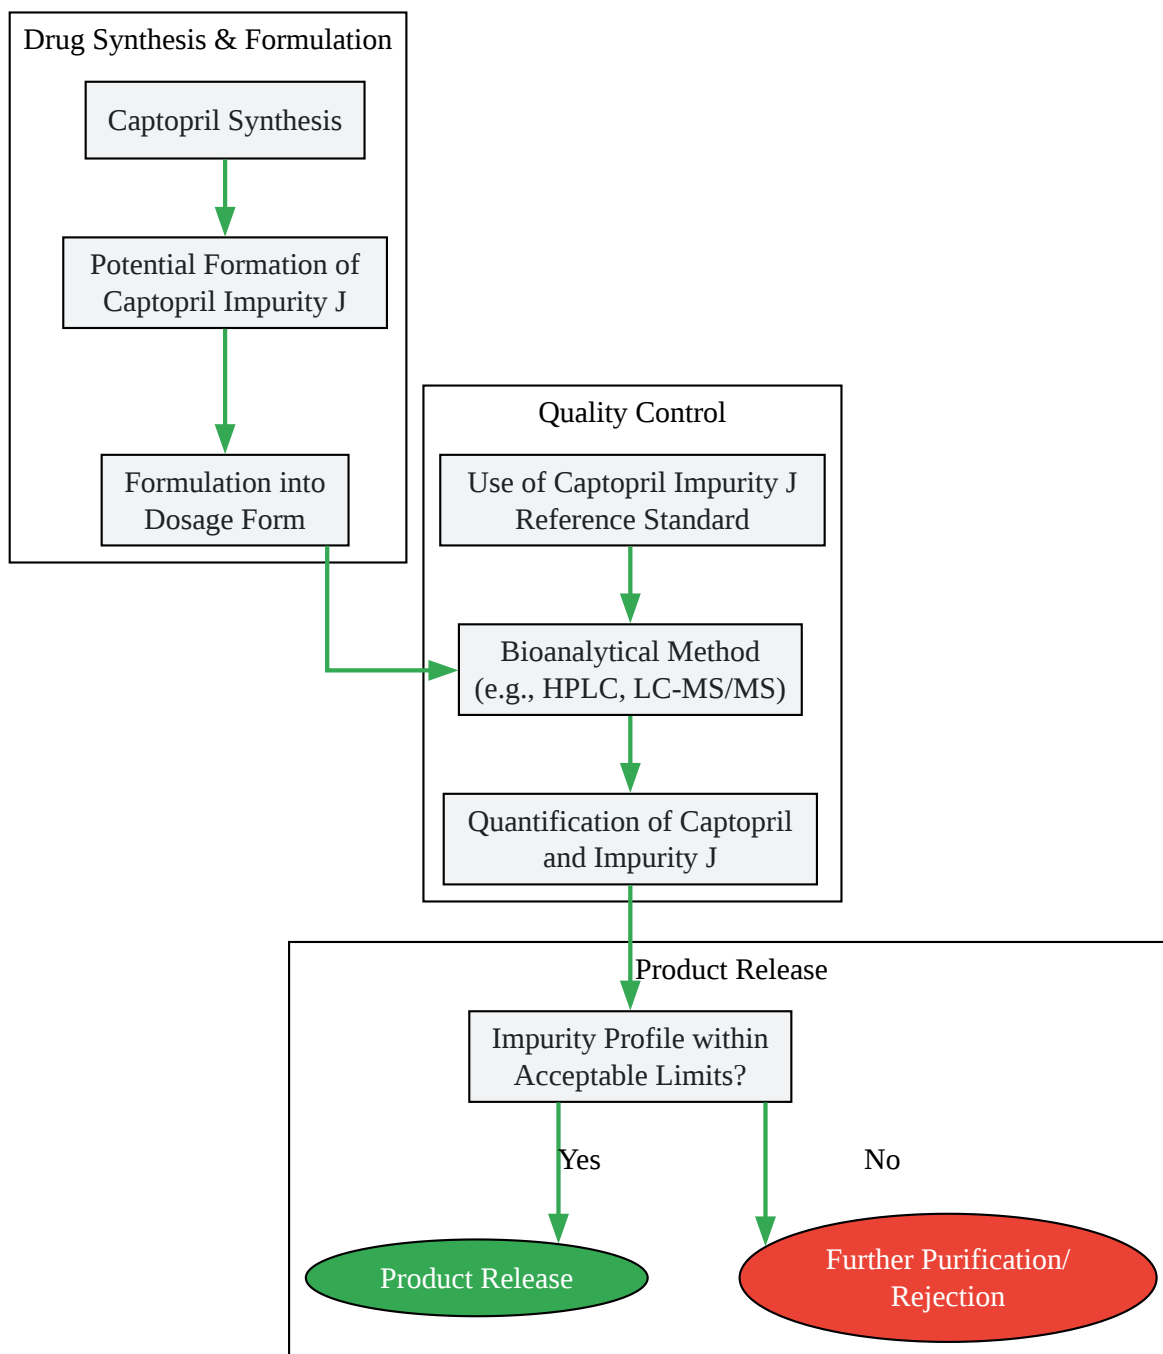 Drug Synthesis & Formulation
Captopril Synthesis
Potential Formation of
Captopril Impurity J
Formulation into
Dosage Form
Quality Control
Use of Captopril Impurity J
Reference Standard
Bioanalytical Method
(e.g., HPLC, LC-MS/MS)
Quantification of Captopril
and Impurity J
Product Release
Impurity Profile within
Acceptable Limits?
Yes
No
Product Release
Further Purification/
Rejection